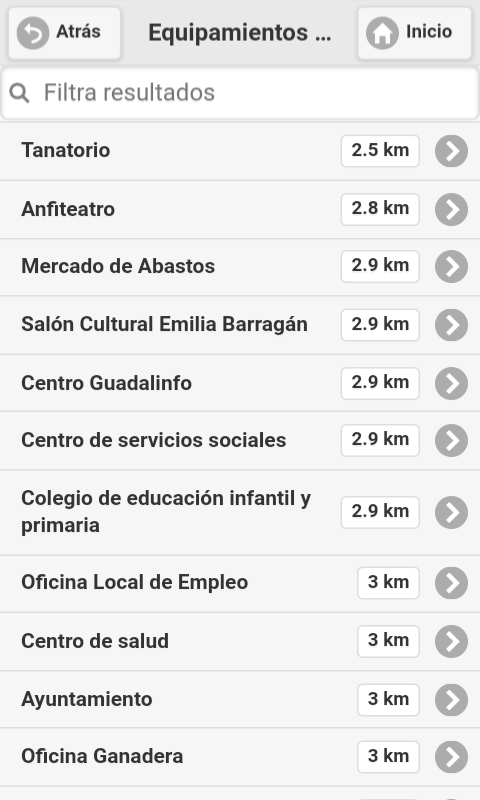 Atrás
Equipamientos ...
Inicio
Filtra resultados
Tanatorio
2.5 km
Anfiteatro
2.8 km
Mercado de Abastos
2.9 km
Salón Cultural Emilia Barragán
2.9 km
Centro Guadalinfo
2.9 km
Centro de servicios sociales
2.9 km
Colegio de educación infantil y
primaria
2.9 km
Oficina Local de Empleo
3 km
Centro de salud
3 km
Ayuntamiento
3 km
Oficina Ganadera
3 km